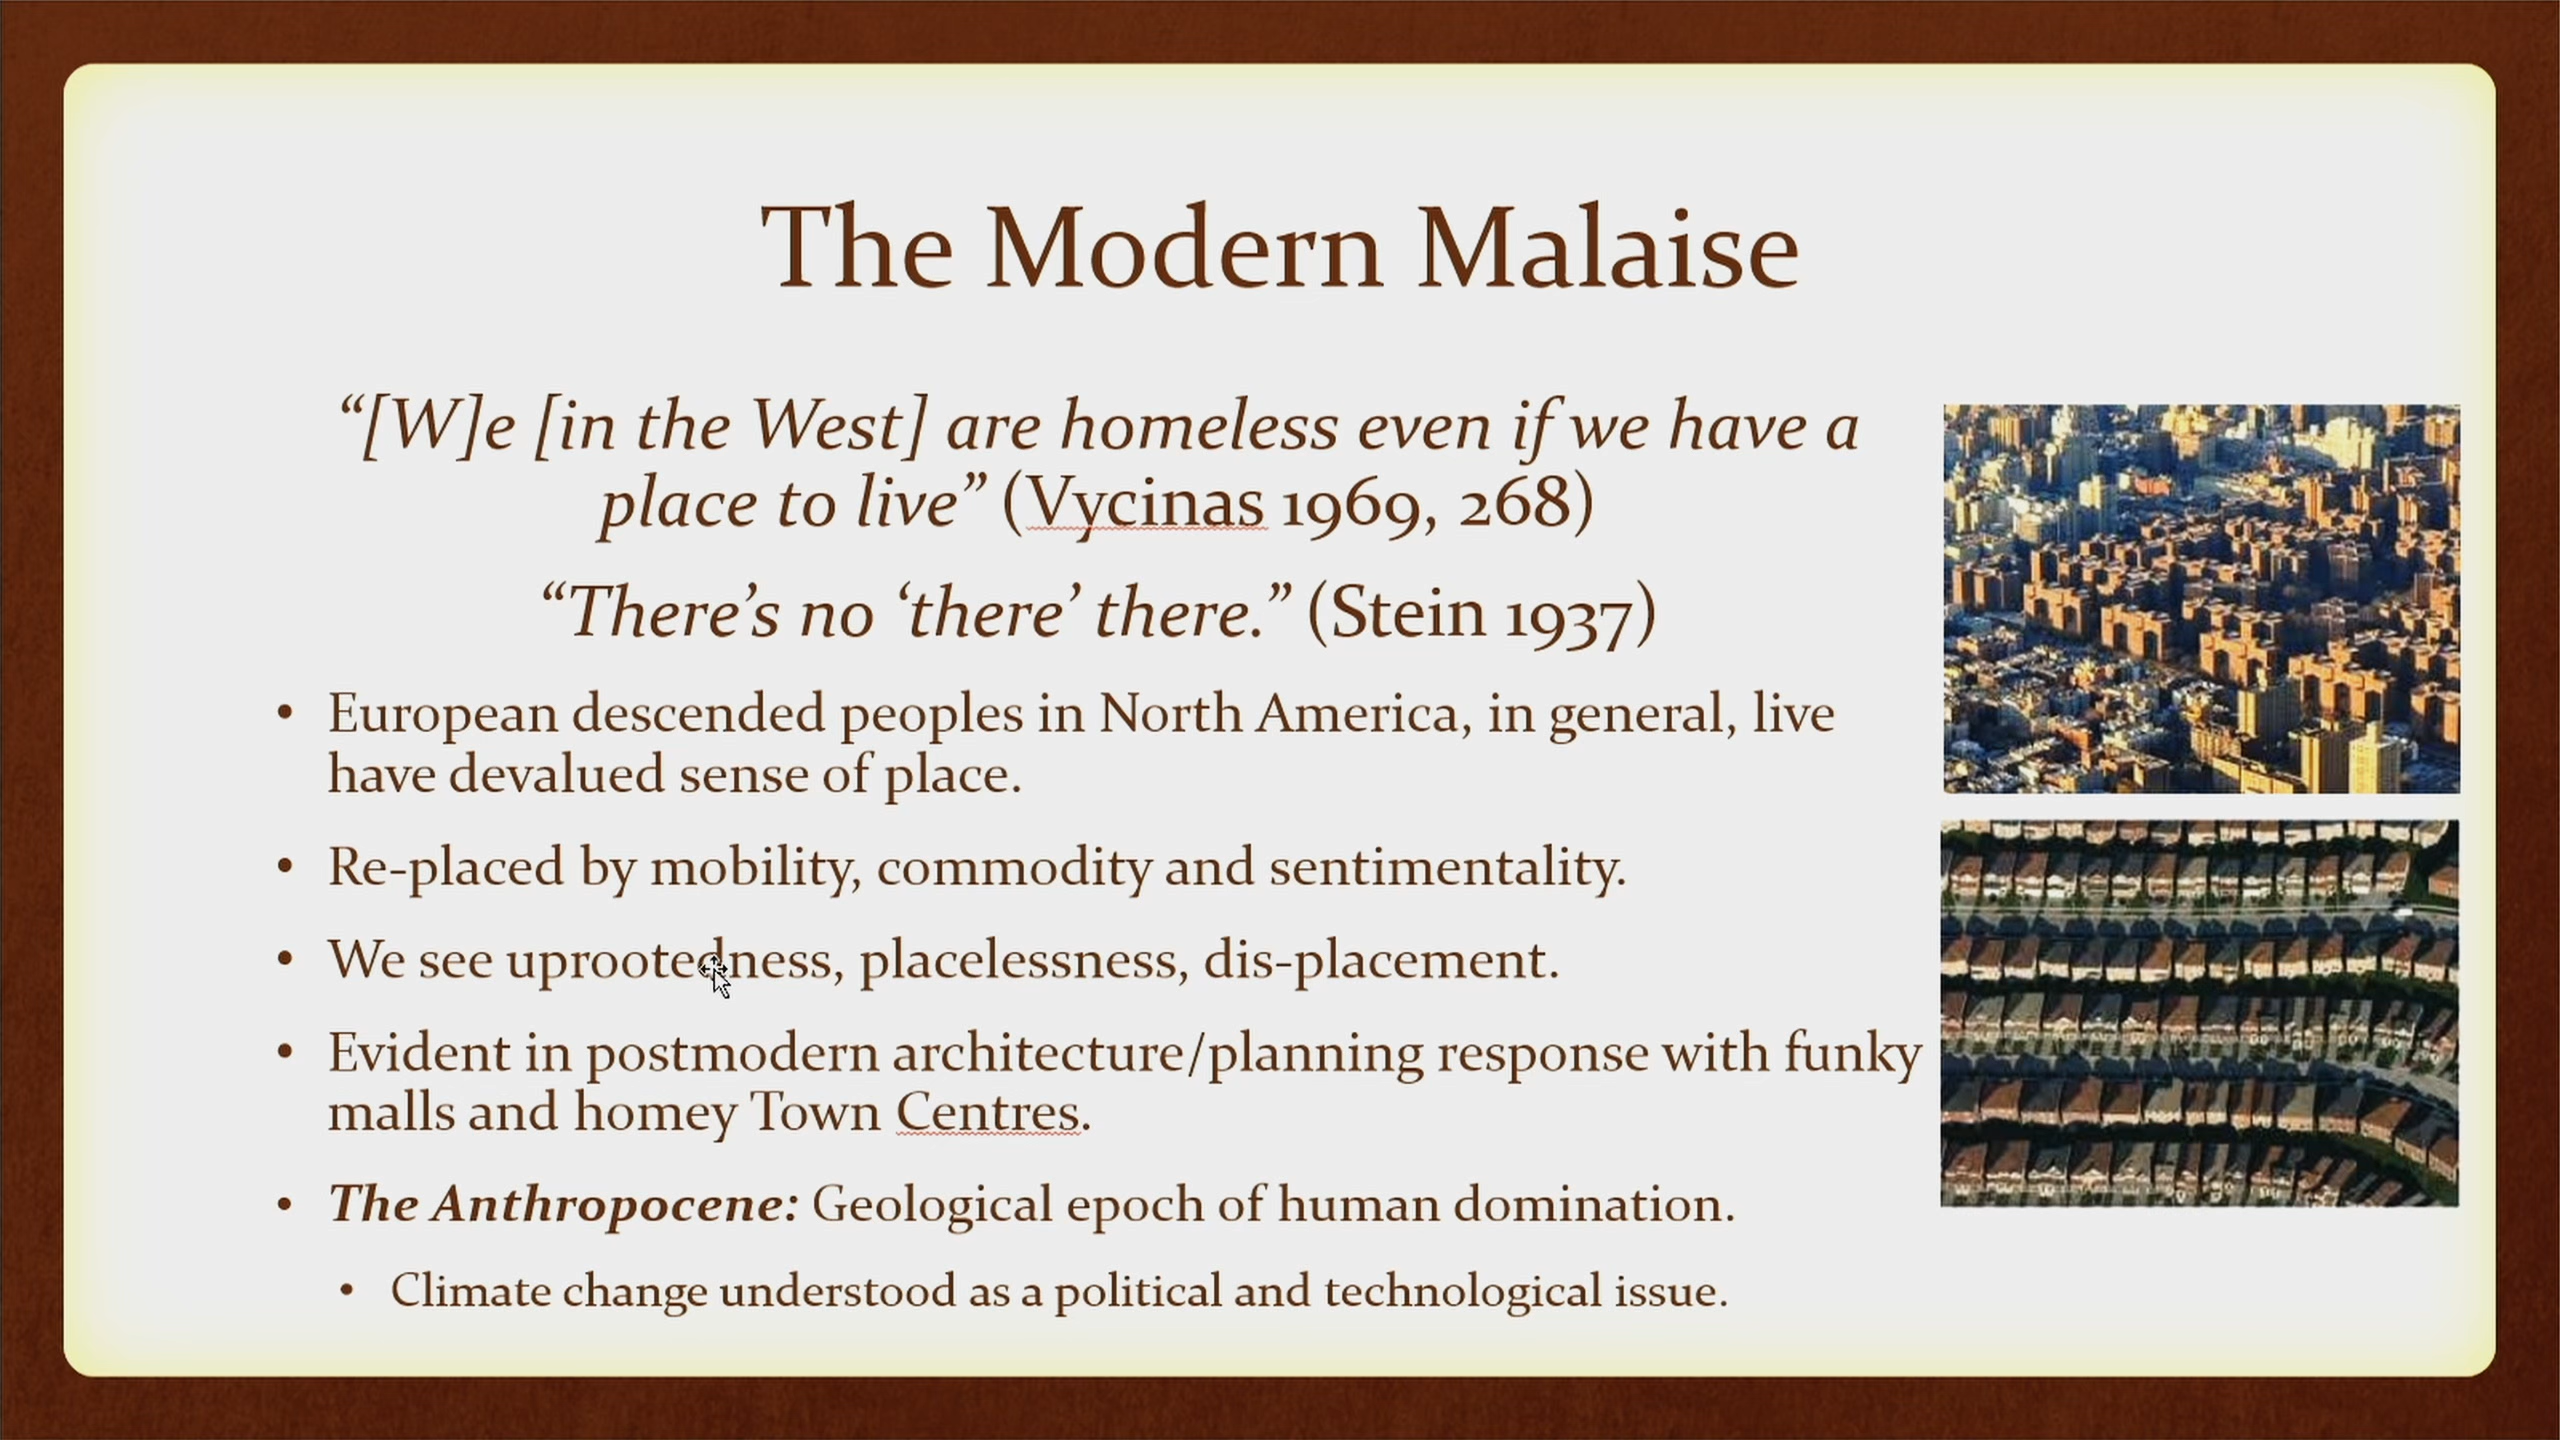 The Modern Malaise
“[W]e [in the West] are homeless even if we have a
place to live” (Vycinas 1969, 268)
“There’s no ‘there’ there.” (Stein 1937)
• European descended peoples in North America, in general, live
have devalued sense of place.
• Re-placed by mobility, commodity and sentimentality.
• We see uprootedness, placelessness, dis-placement.
• Evident in postmodern architecture/planning response with funky
malls and homey Town Centres.
• The Anthropocene: Geological epoch of human domination.
• Climate change understood as a political and technological issue.